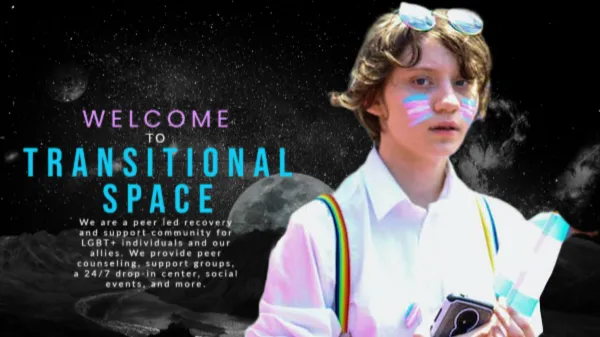 WELCOME
TO
TRANSITIONAL
SPACE
We are a peer led recovery
and support community for
LGBT+ individuals and our
allies. We provide peer
counseling, support groups,
a 24/7 drop-in center, social
events, and more.